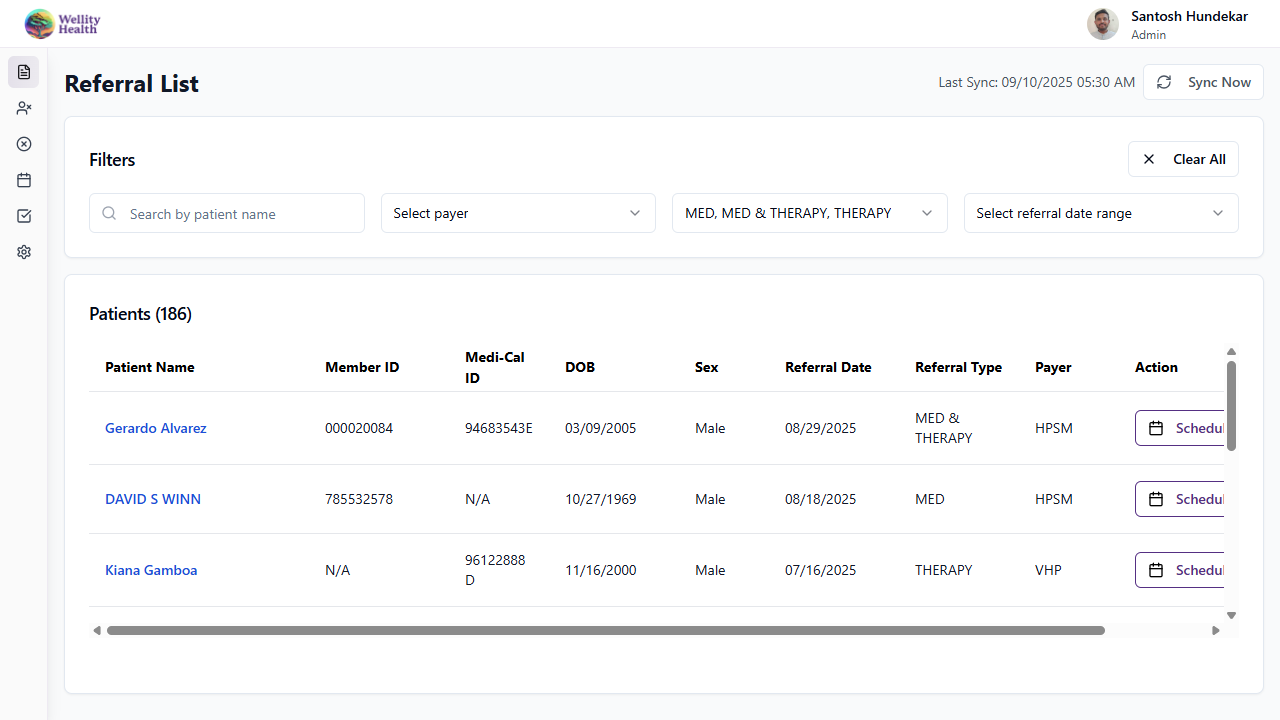 Wellity
Health
Santosh Hundekar
Admin
Referral List
Last Sync: 09/10/2025 05:30 AM
Sync Now
Filters
Clear All
Search by patient name
Select payer
MED, MED & THERAPY, THERAPY
Select referral date range
Patients (186)
Patient Name Member ID Medi-Cal ID DOB Sex Referral Date Referral Type Payer Action
Gerardo Alvarez 000020084 94683543E 03/09/2005 Male 08/29/2025 MED & THERAPY HPSM Schedul
DAVID S WINN 785532578 N/A 10/27/1969 Male 08/18/2025 MED HPSM Schedul
Kiana Gamboa N/A 96122888D 11/16/2000 Male 07/16/2025 THERAPY VHP Schedul